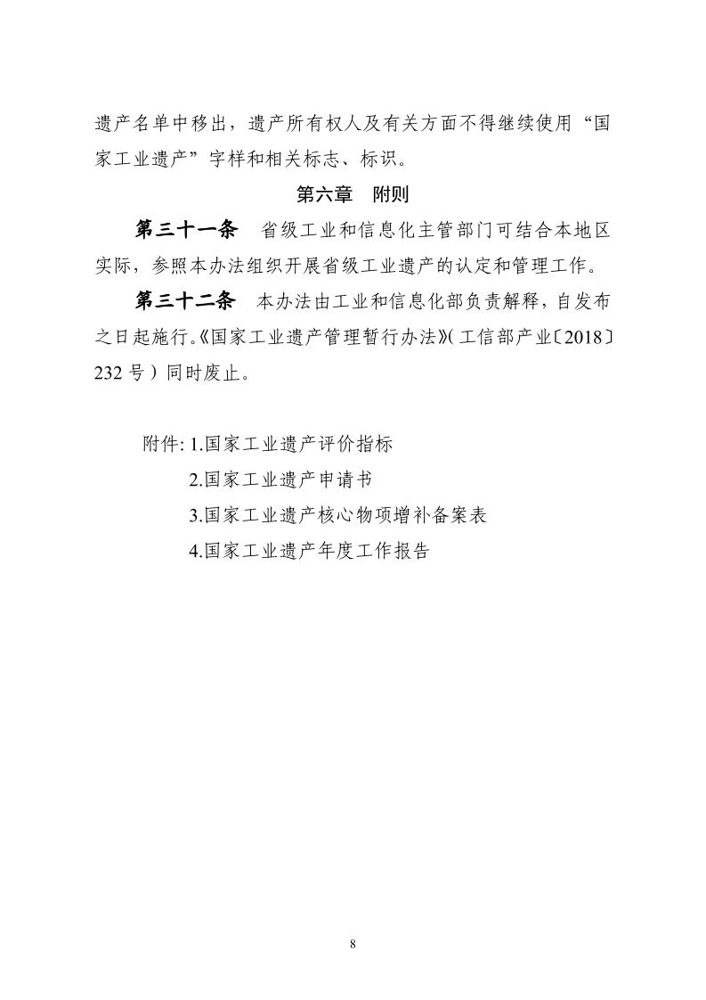 遗产名单中移出，遗产所有权人及有关方面不得继续使用“国
家工业遗产”字样和相关标志、标识。
第六章　附则
第三十一条　省级工业和信息化主管部门可结合本地区
实际，参照本办法组织开展省级工业遗产的认定和管理工作。
第三十二条　本办法由工业和信息化部负责解释，自发布
之日起施行。《国家工业遗产管理暂行办法》（工信部产业〔2018〕
232 号）同时废止。
附件：1.国家工业遗产评价指标
2.国家工业遗产申请书
3.国家工业遗产核心物项增补备案表
4.国家工业遗产年度工作报告
8